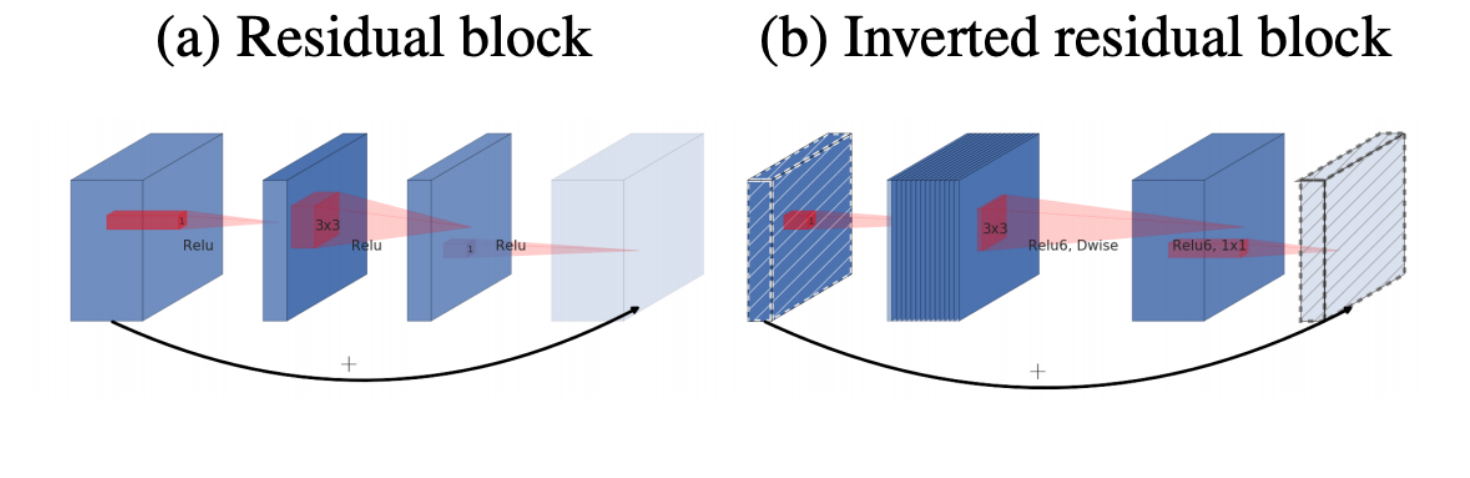 (a) Residual block
(b) Inverted residual block
1
Relu
3x3
Relu
1
Relu
+
1
3x3
Relu6, Dwise
Relu6, 1x1
+